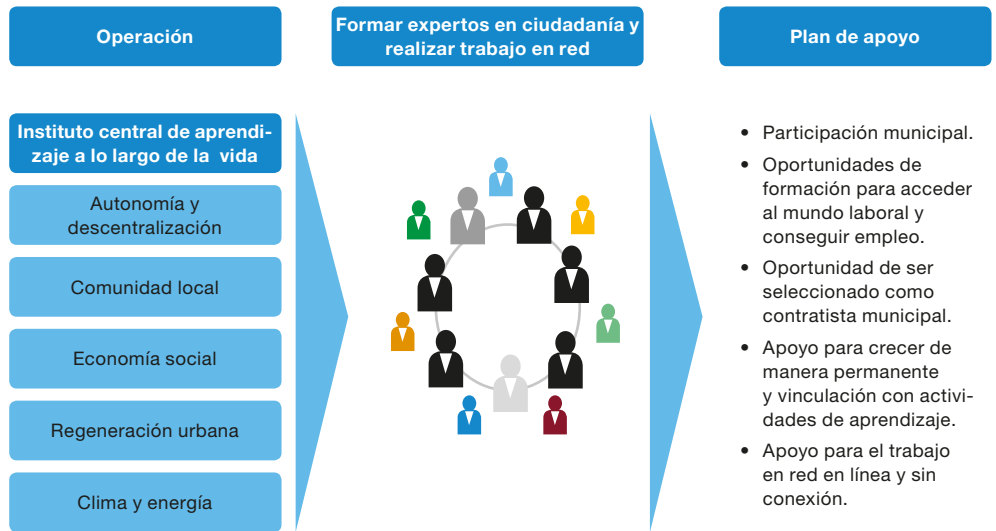 Operación
Formar expertos en ciudadanía y
realizar trabajo en red
Plan de apoyo
Instituto central de aprendi-
zaje a lo largo de la vida
Autonomía y
descentralización
Comunidad local
Economía social
Regeneración urbana
Clima y energía
• Participación municipal.
• Oportunidades de
formación para acceder
al mundo laboral y
conseguir empleo.
• Oportunidad de ser
seleccionado como
contratista municipal.
• Apoyo para crecer de
manera permanente
y vinculación con activi-
dades de aprendizaje.
• Apoyo para el trabajo
en red en línea y sin
conexión.